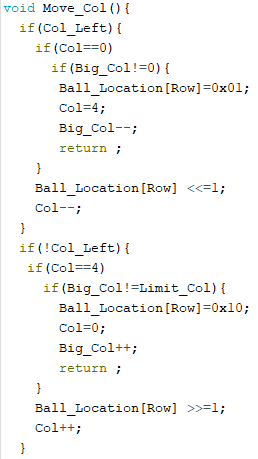 void Move_Col(){
  if(Col_Left){
    if(Col==0)
      if(Big_Col!=0){
       Ball_Location[Row]=0x01;
       Col=4;
       Big_Col--;
       return ;
    }
    Ball_Location[Row] <<=1;
    Col--;
  }
  if(!Col_Left){
   if(Col==4)
     if(Big_Col!=Limit_Col){
       Ball_Location[Row]=0x10;
       Col=0;
       Big_Col++;
       return ;
    }
    Ball_Location[Row] >>=1;
    Col++;
  }